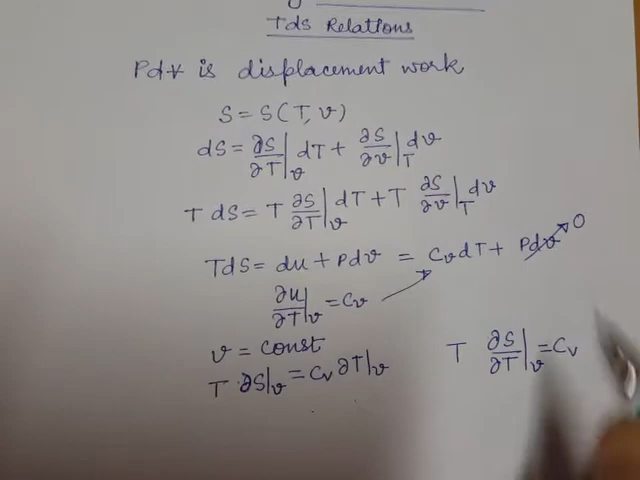 Tds Relations
Pdv is displacement work
S = S(T, v)
dS = ∂S/∂T|v dT + ∂S/∂v|T dv
T dS = T ∂S/∂T|v dT + T ∂S/∂v|T dv
TdS = du + Pdv = Cv dT + Pdv → 0
∂u/∂T|v = Cv
v = const
T ∂S|v = Cv ∂T|v
T ∂S/∂T|v = Cv